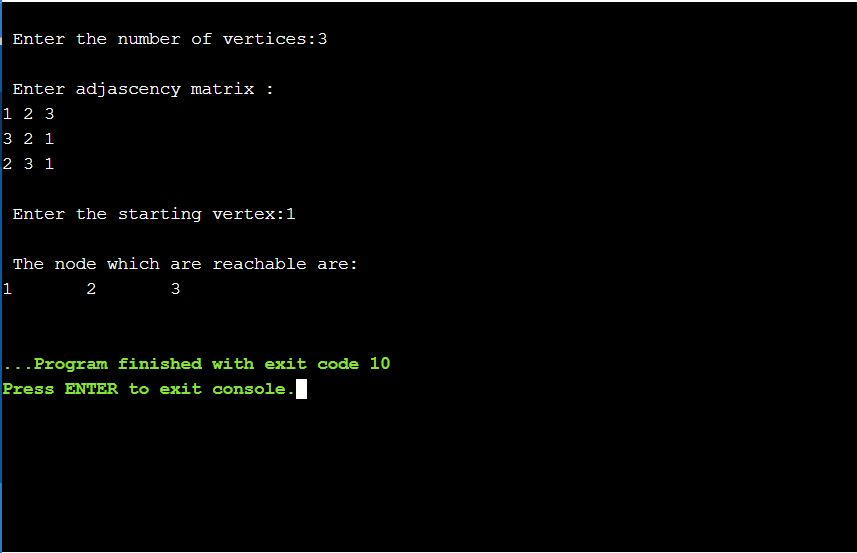 Enter the number of vertices:3
Enter adjascency matrix :
1 2 3
3 2 1
2 3 1
Enter the starting vertex:1
The node which are reachable are:
1 2 3
...Program finished with exit code 10
Press ENTER to exit console.